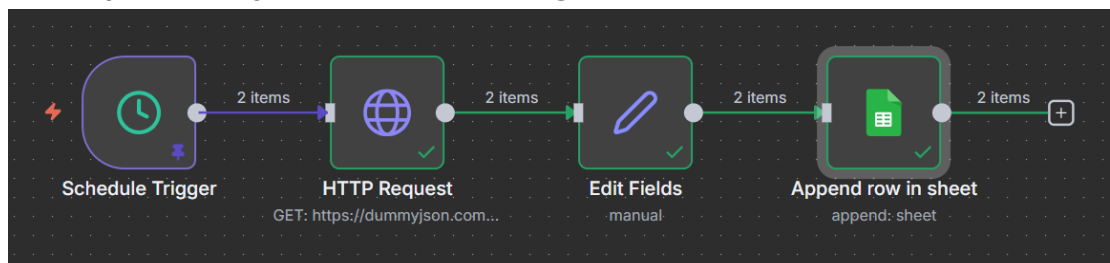 2 items
2 items
2 items
2 items
Schedule Trigger
HTTP Request
Edit Fields
Append row in sheet
GET: https://dummyjson.com...
manual
append: sheet